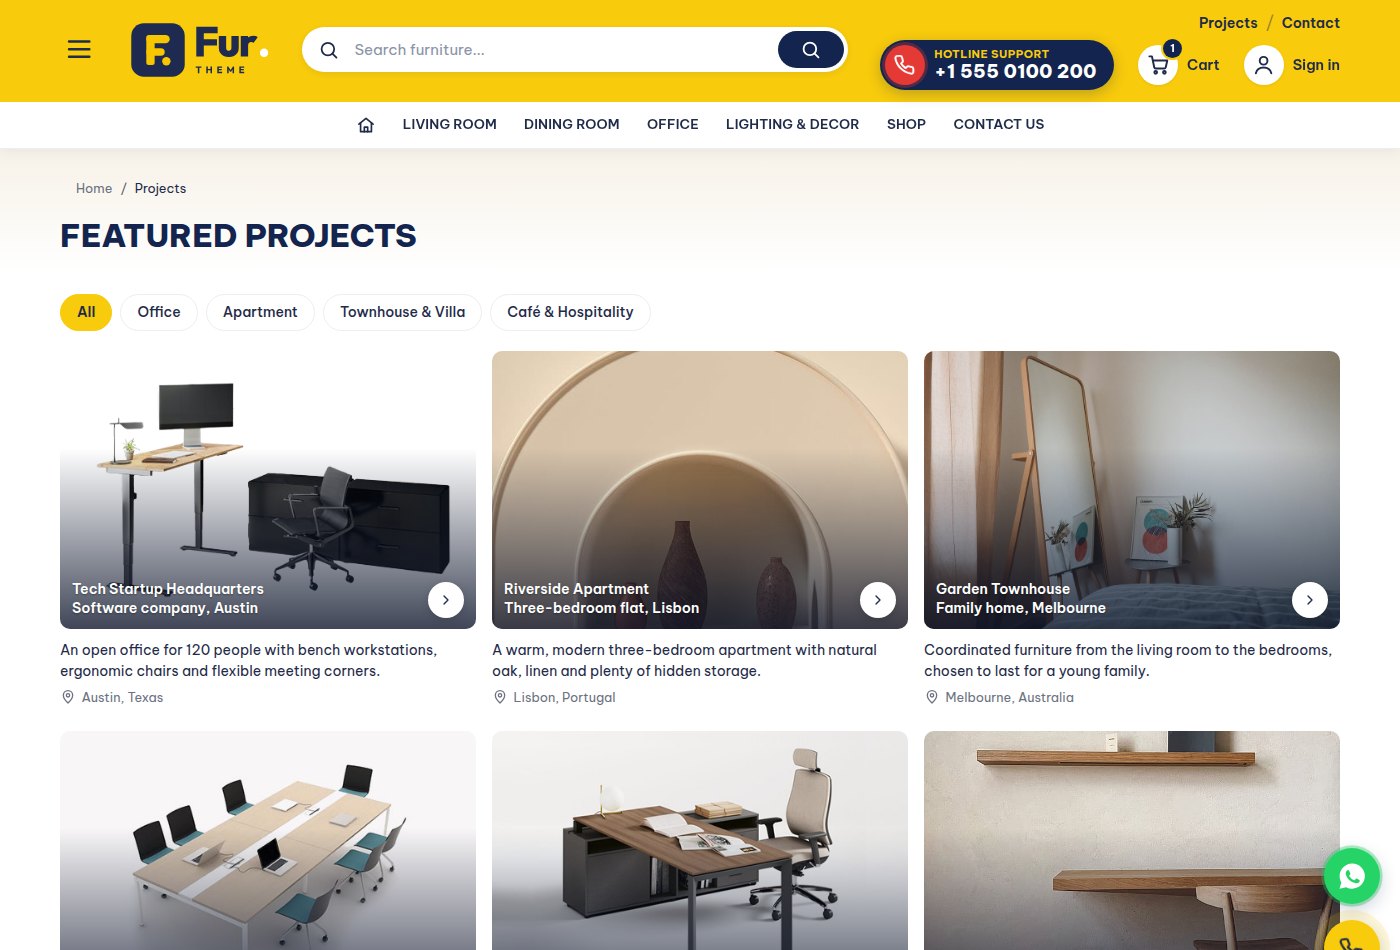 Projects / Contact
Fur.
THEME
Search furniture...
HOTLINE SUPPORT
+1 555 0100 200
1
Cart
Sign in
LIVING ROOM
DINING ROOM
OFFICE
LIGHTING & DECOR
SHOP
CONTACT US
Home / Projects
FEATURED PROJECTS
All
Office
Apartment
Townhouse & Villa
Café & Hospitality
Tech Startup Headquarters
Software company, Austin
An open office for 120 people with bench workstations,
ergonomic chairs and flexible meeting corners.
Austin, Texas
Riverside Apartment
Three-bedroom flat, Lisbon
A warm, modern three-bedroom apartment with natural
oak, linen and plenty of hidden storage.
Lisbon, Portugal
Garden Townhouse
Family home, Melbourne
Coordinated furniture from the living room to the bedrooms,
chosen to last for a young family.
Melbourne, Australia